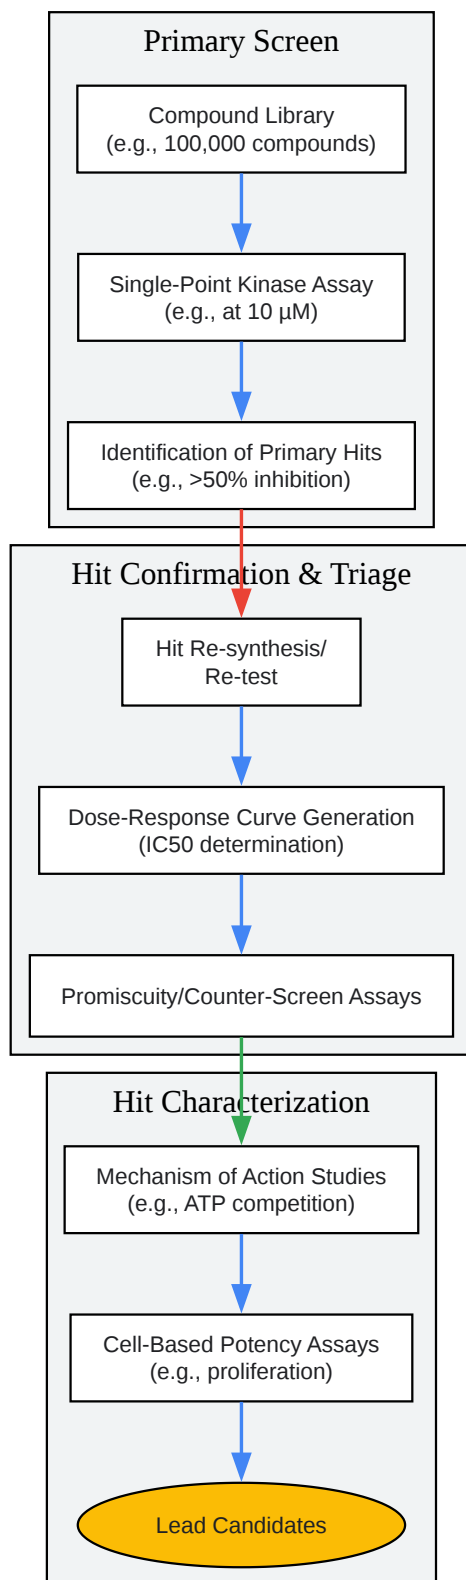 Primary Screen
Compound Library
(e.g., 100,000 compounds)
Single-Point Kinase Assay
(e.g., at 10 µM)
Identification of Primary Hits
(e.g., >50% inhibition)
Hit Confirmation & Triage
Hit Re-synthesis/
Re-test
Dose-Response Curve Generation
(IC50 determination)
Promiscuity/Counter-Screen Assays
Hit Characterization
Mechanism of Action Studies
(e.g., ATP competition)
Cell-Based Potency Assays
(e.g., proliferation)
Lead Candidates